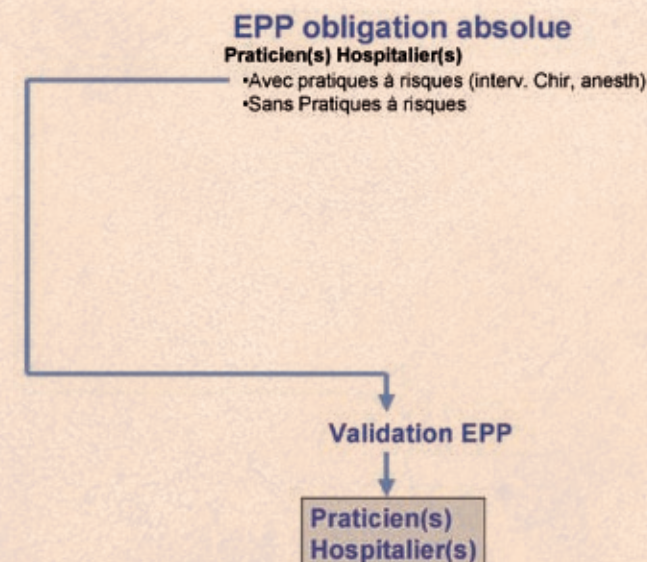 EPP obligation absolue
Praticien(s) Hospitalier(s)
•Avec pratiques à risques (interv. Chir, anesth)
•Sans Pratiques à risques
Validation EPP
Praticien(s)
Hospitalier(s)